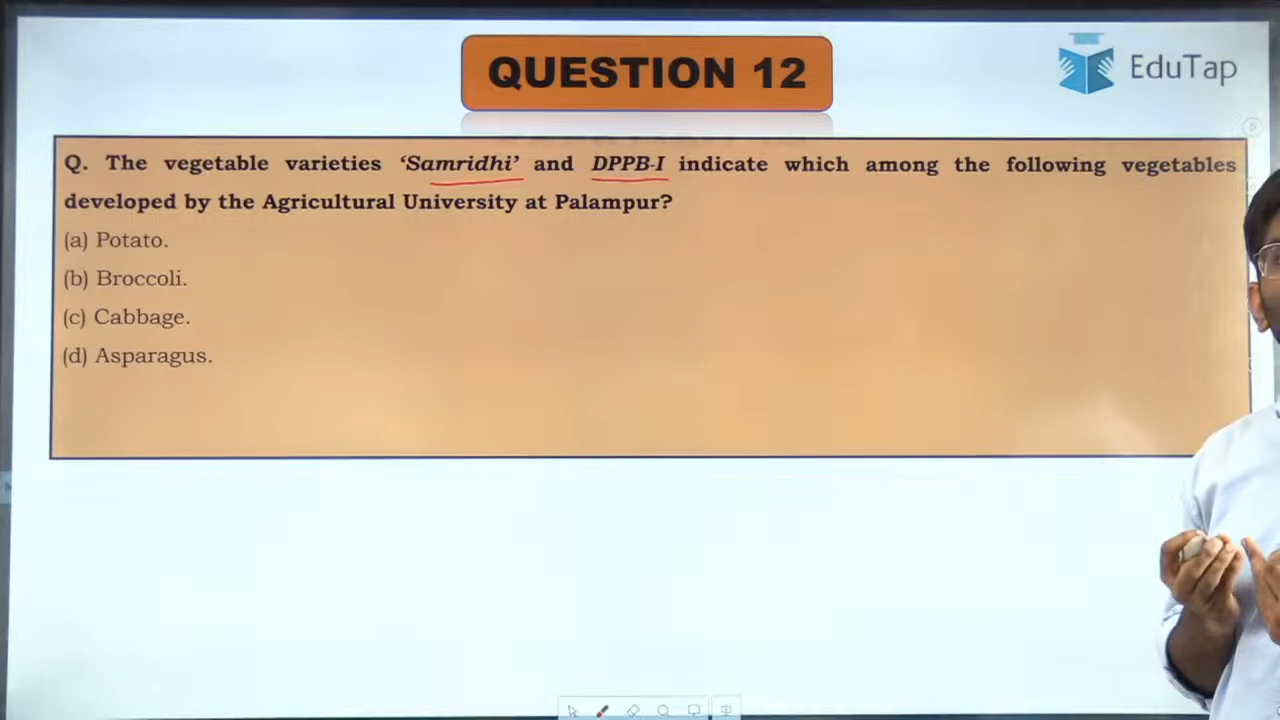 QUESTION 12
EduTap
Q. The vegetable varieties ‘Samridhi’ and DPPB-I indicate which among the following vegetables
developed by the Agricultural University at Palampur?
(a) Potato.
(b) Broccoli.
(c) Cabbage.
(d) Asparagus.